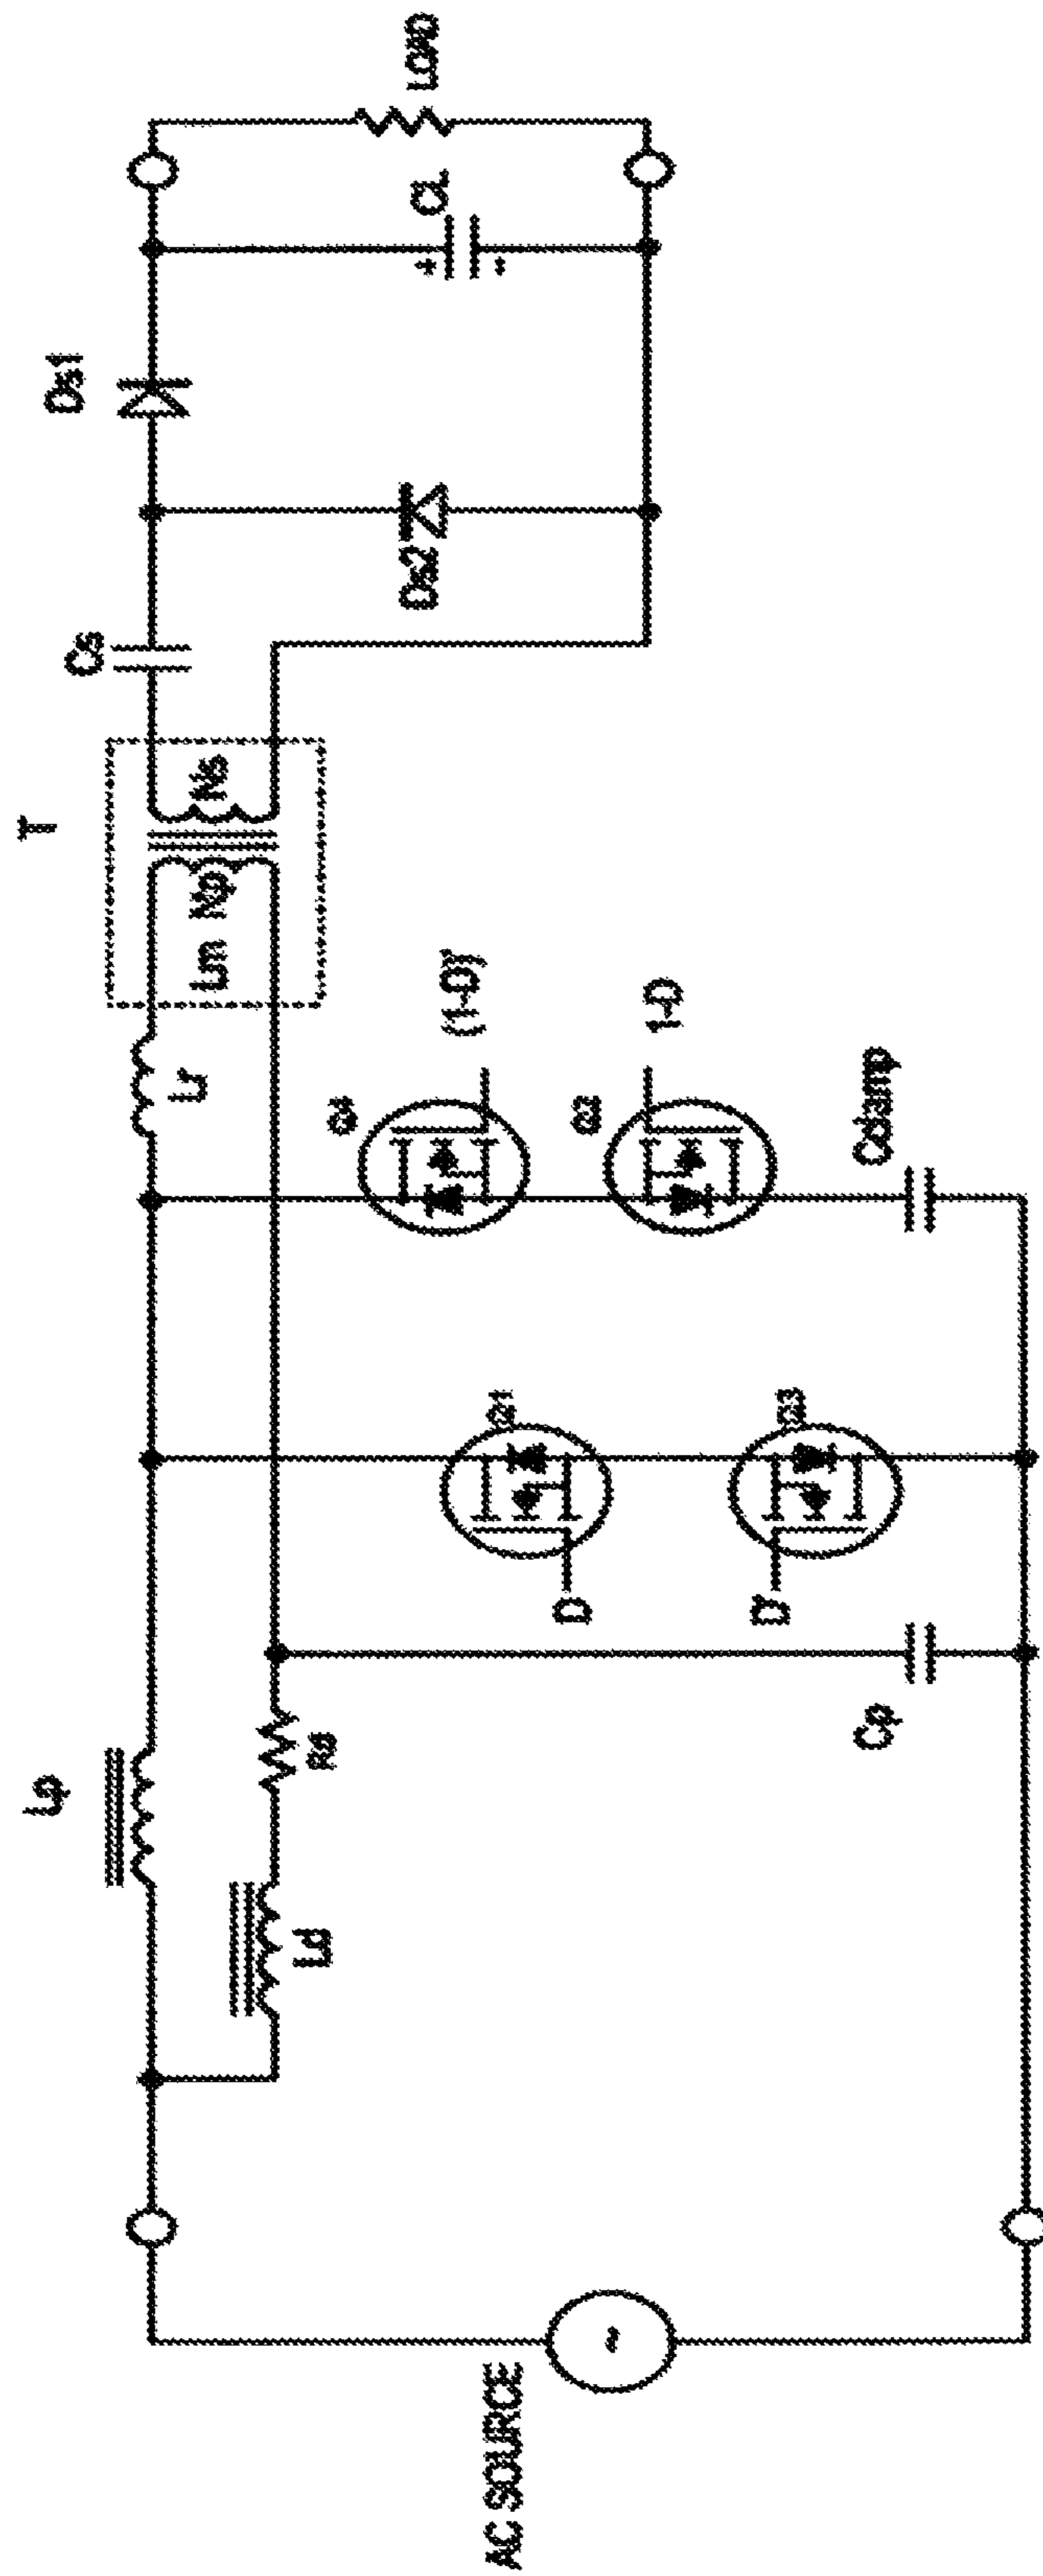 AC SOURCE
~
Lp
Ld
Rd
Cp
D
D'
Q1
Q3
Q4
Q2
(1-D)'
1-D
Cclamp
Lr
T
Lm Np Ns
Cs
Ds1
Ds2
+
CL
-
LOAD